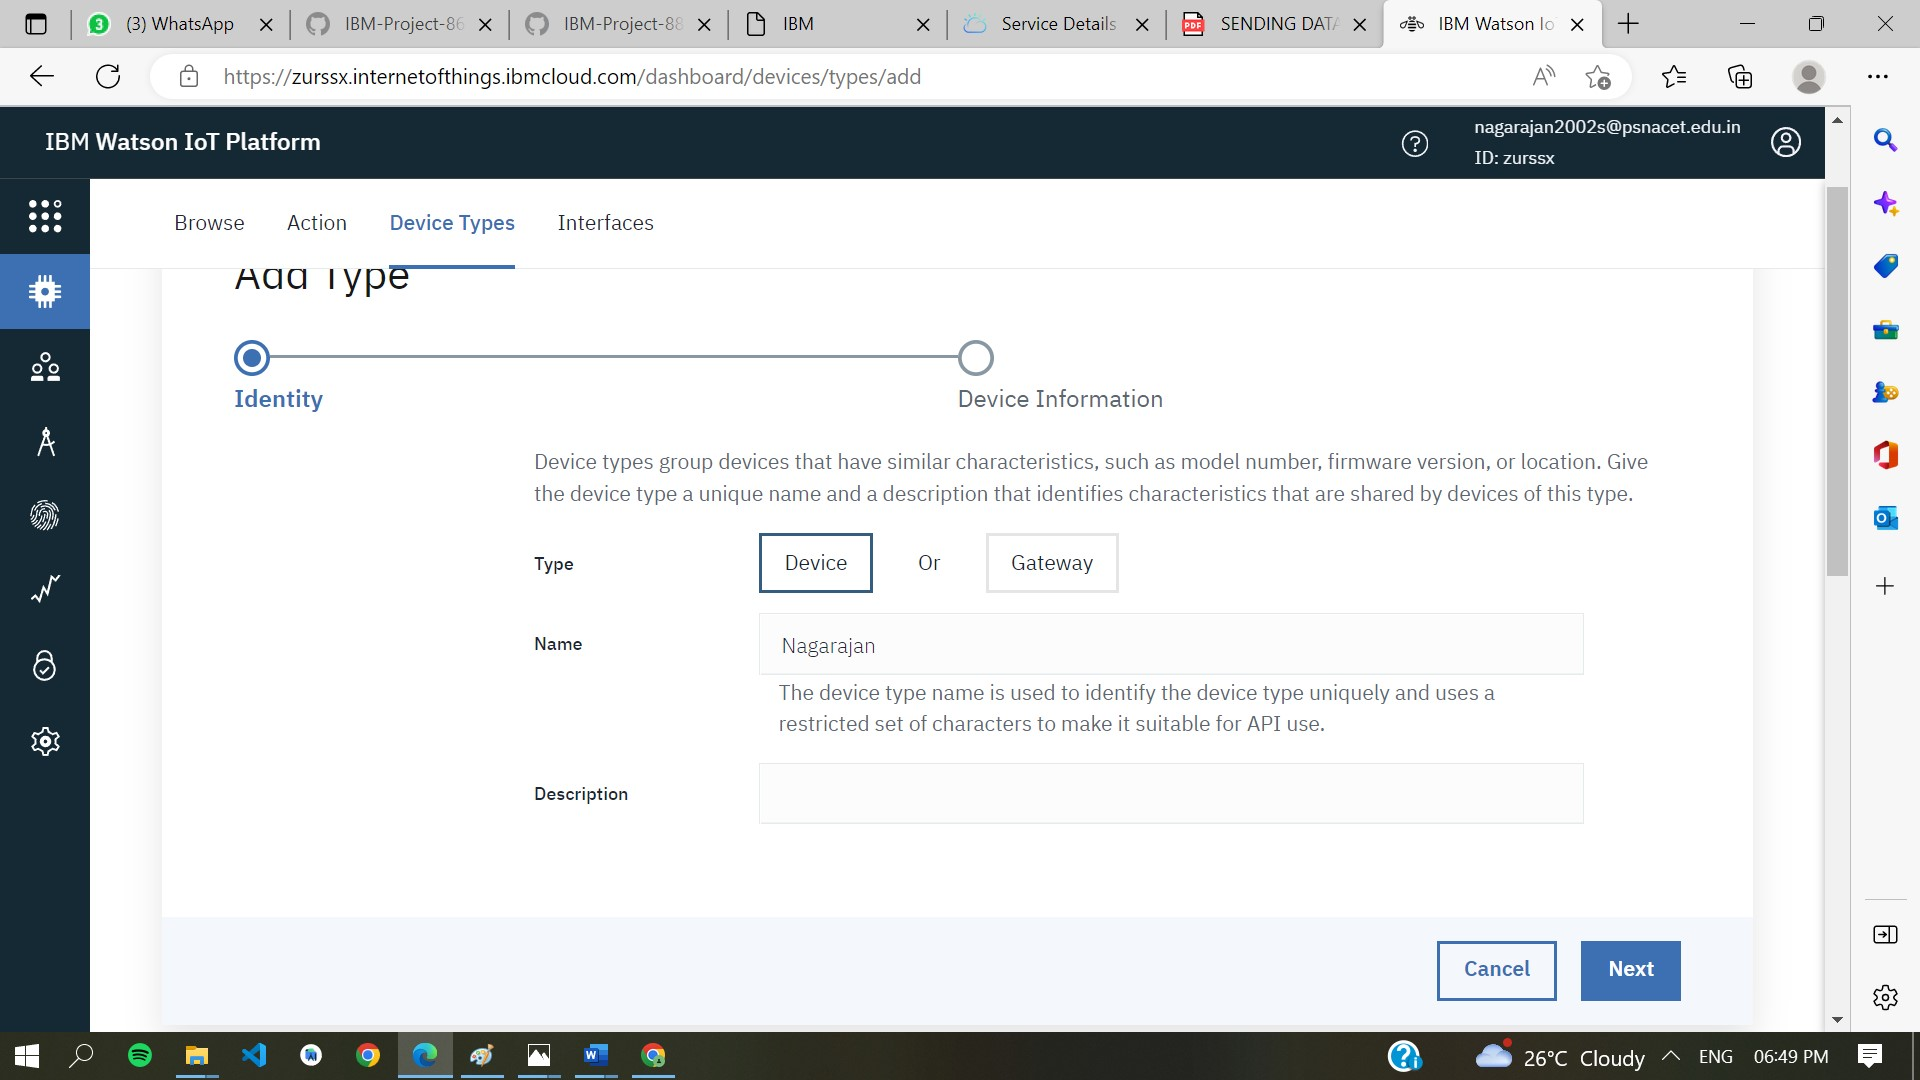 (3) WhatsApp
IBM-Project-86
IBM-Project-88
IBM
Service Details
SENDING DATA
IBM Watson Io
https://zurssx.internetofthings.ibmcloud.com/dashboard/devices/types/add
IBM Watson IoT Platform
nagarajan2002s@psnacet.edu.in
ID: zurssx
Browse
Action
Device Types
Interfaces
Add Type
Identity
Device Information
Device types group devices that have similar characteristics, such as model number, firmware version, or location. Give
the device type a unique name and a description that identifies characteristics that are shared by devices of this type.
Type
Device
Or
Gateway
Name
Nagarajan
The device type name is used to identify the device type uniquely and uses a
restricted set of characters to make it suitable for API use.
Description
Cancel
Next
26°C Cloudy
ENG
06:49 PM